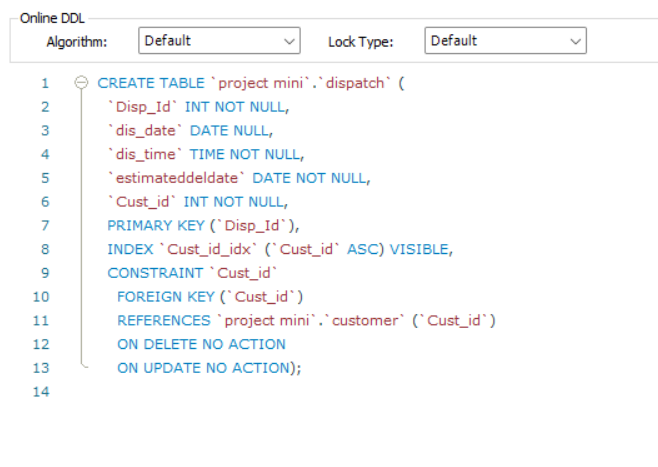 Online DDL
Algorithm: Default Lock Type: Default
1 CREATE TABLE `project mini`.`dispatch` (
2 `Disp_Id` INT NOT NULL,
3 `dis_date` DATE NULL,
4 `dis_time` TIME NOT NULL,
5 `estimateddeldate` DATE NOT NULL,
6 `Cust_id` INT NOT NULL,
7 PRIMARY KEY (`Disp_Id`),
8 INDEX `Cust_id_idx` (`Cust_id` ASC) VISIBLE,
9 CONSTRAINT `Cust_id`
10 FOREIGN KEY (`Cust_id`)
11 REFERENCES `project mini`.`customer` (`Cust_id`)
12 ON DELETE NO ACTION
13 ON UPDATE NO ACTION);
14